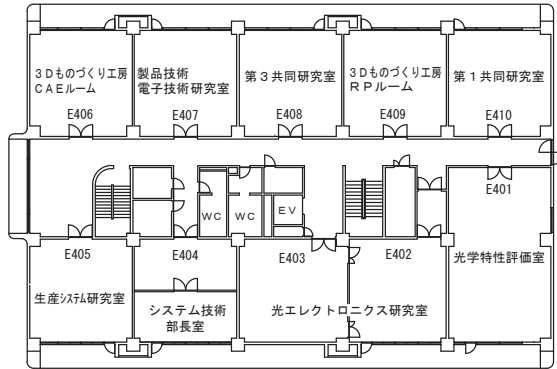 3Dものづくり工房
CAEルーム
E406
製品技術
電子技術研究室
E407
第3共同研究室
E408
3Dものづくり工房
RPルーム
E409
第1共同研究室
E410
E401
光学特性評価室
WC
WC
EV
E405
生産システム研究室
E404
システム技術
部長室
E403
E402
光エレクトロニクス研究室